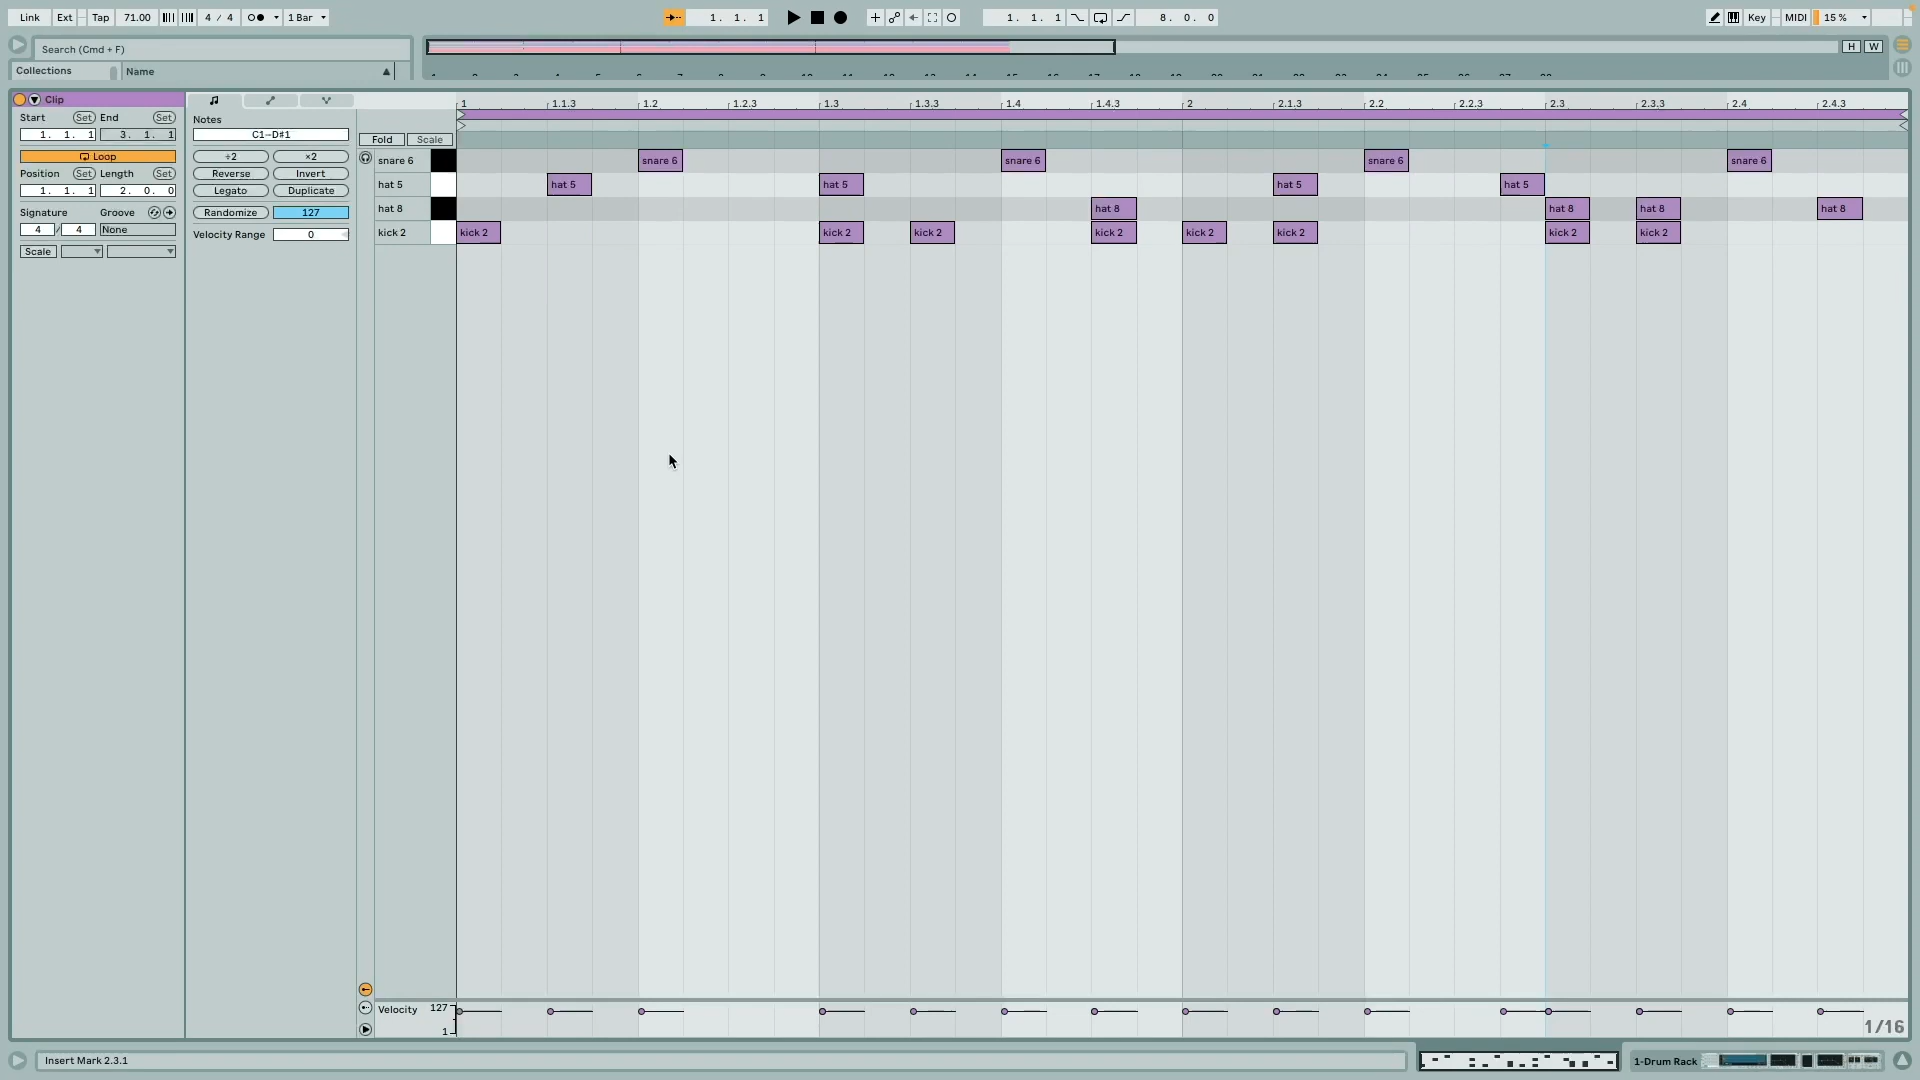 Link Ext Tap 71.00 4 / 4 1 Bar 1. 1. 1 1. 1. 1 8. 0. 0 Key MIDI 15 %
Search (Cmd + F) H W
Collections Name
Clip 1 1.1.3 1.2 1.2.3 1.3 1.3.3 1.4 1.4.3 2 2.1.3 2.2 2.2.3 2.3 2.3.3 2.4 2.4.3
Start Set End Set Notes
1. 1. 1 3. 1. 1 C1–D#1 Fold Scale
Loop ÷2 ×2 snare 6 snare 6 snare 6 snare 6 snare 6
Position Set Length Set Reverse Invert
1. 1. 1 2. 0. 0 Legato Duplicate hat 5 hat 5 hat 5 hat 5 hat 5
Signature Groove Randomize 127 hat 8 hat 8 hat 8 hat 8 hat 8
4 / 4 None Velocity Range 0 kick 2 kick 2 kick 2 kick 2 kick 2 kick 2 kick 2 kick 2 kick 2
Scale
Velocity 127
1 1/16
Insert Mark 2.3.1 1-Drum Rack